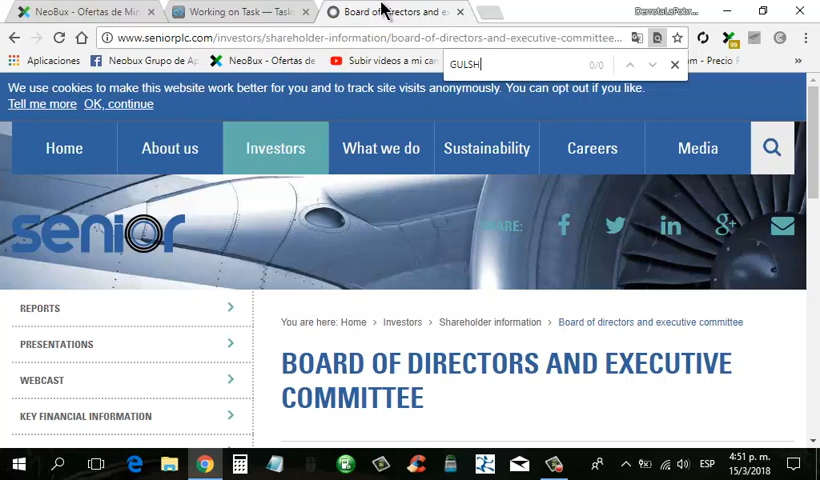 NeoBux - Ofertas de Min
Working on Task — Task
Board of directors and e
www.seniorplc.com/investors/shareholder-information/board-of-directors-and-executive-committee...
Aplicaciones
Neobux Grupo de Ap
NeoBux - Ofertas de
Subir videos a mi can
om - Precio F
GULSH
0/0
We use cookies to make this website work better for you and to track site visits anonymously. You can opt out if you like.
Tell me more OK, continue
Home
About us
Investors
What we do
Sustainability
Careers
Media
senior
SHARE:
REPORTS
PRESENTATIONS
WEBCAST
KEY FINANCIAL INFORMATION
You are here: Home > Investors > Shareholder information > Board of directors and executive committee
BOARD OF DIRECTORS AND EXECUTIVE
COMMITTEE
ESP
4:51 p. m.
15/3/2018